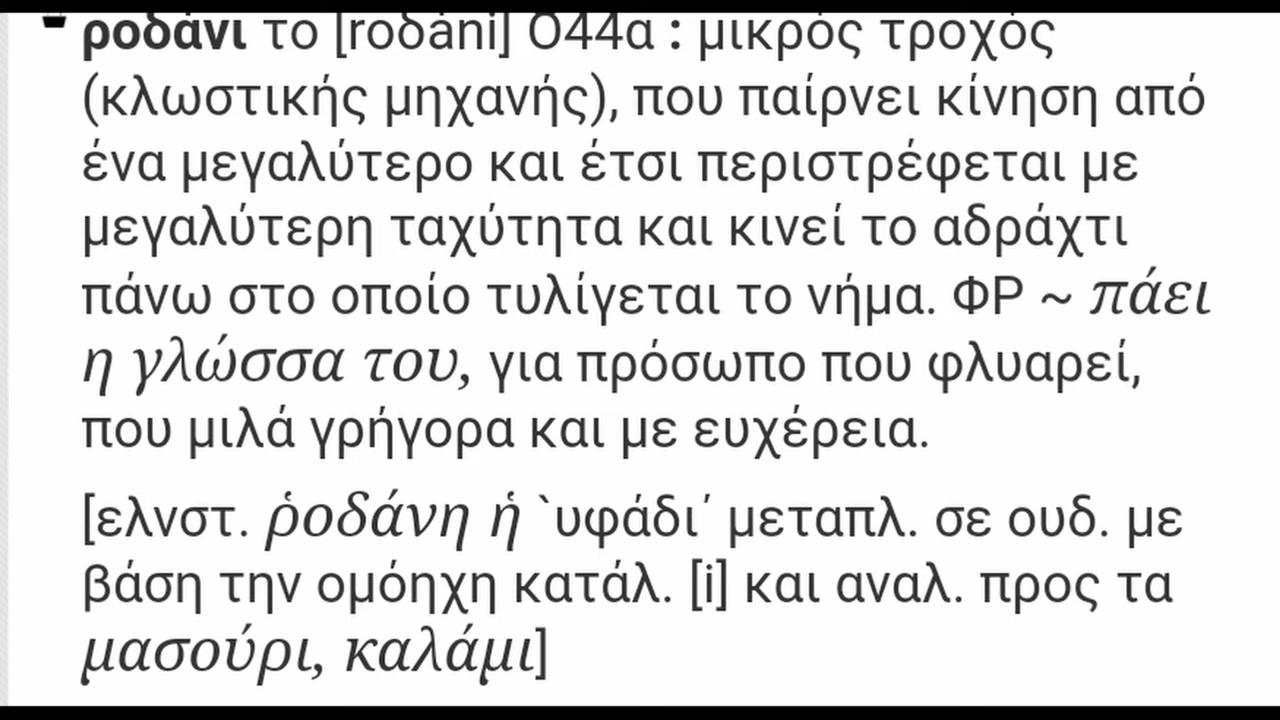 ροδάνι το [roδáni] Ο44α : μικρός τροχός
(κλωστικής μηχανής), που παίρνει κίνηση από
ένα μεγαλύτερο και έτσι περιστρέφεται με
μεγαλύτερη ταχύτητα και κινεί το αδράχτι
πάνω στο οποίο τυλίγεται το νήμα. ΦΡ ~ πάει
η γλώσσα του, για πρόσωπο που φλυαρεί,
που μιλά γρήγορα και με ευχέρεια.
[ελνστ. ῥοδάνη ἡ `υφάδι΄ μεταπλ. σε ουδ. με
βάση την ομόηχη κατάλ. [i] και αναλ. προς τα
μασούρι, καλάμι]